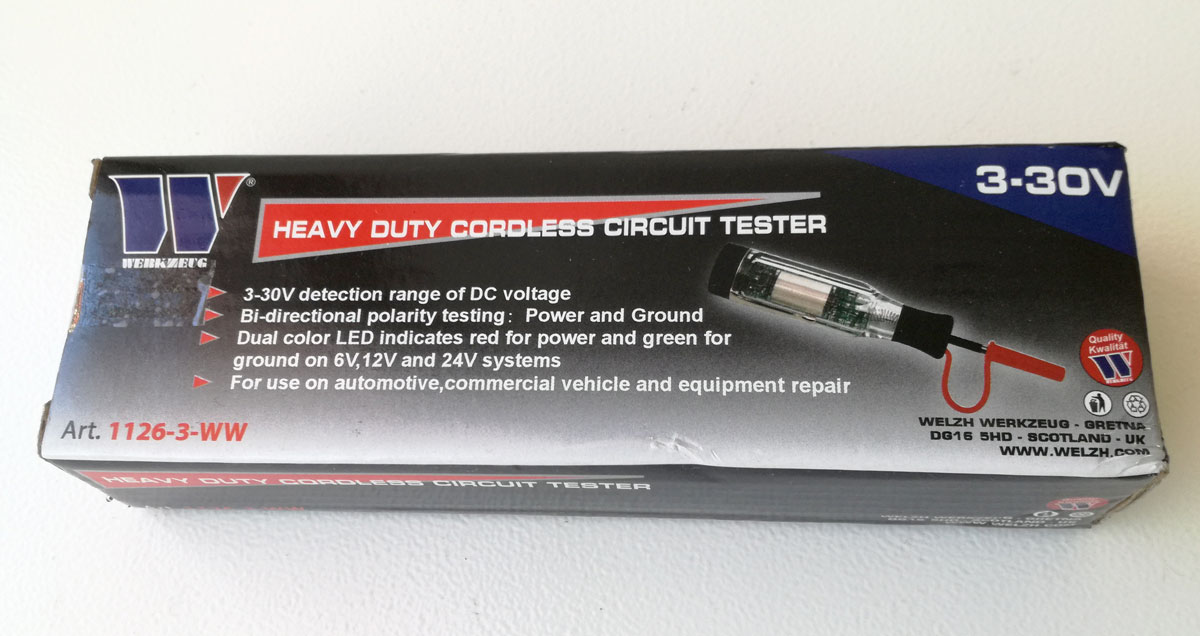 W®
WERKZEUG
HEAVY DUTY CORDLESS CIRCUIT TESTER
3-30V
3-30V detection range of DC voltage
Bi-directional polarity testing: Power and Ground
Dual color LED indicates red for power and green for
ground on 6V,12V and 24V systems
For use on automotive,commercial vehicle and equipment repair
Quality
Kwalität
W
WERKZEUG
Art. 1126-3-WW
WELZH WERKZEUG - GRETNA
DG16 5HD - SCOTLAND - UK
WWW.WELZH.COM
HEAVY DUTY CORDLESS CIRCUIT TESTER